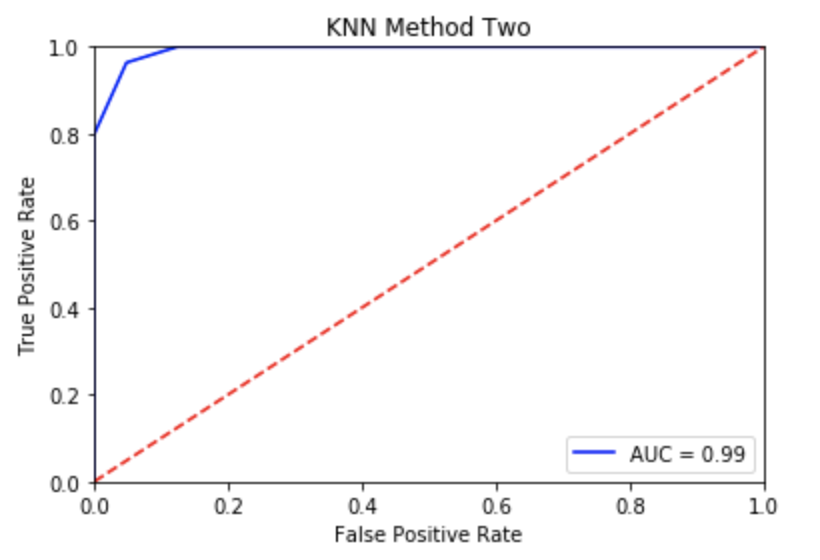 KNN Method Two
1.0
0.8
0.6
0.4
0.2
0.0
True Positive Rate
AUC = 0.99
0.0 0.2 0.4 0.6 0.8 1.0
False Positive Rate